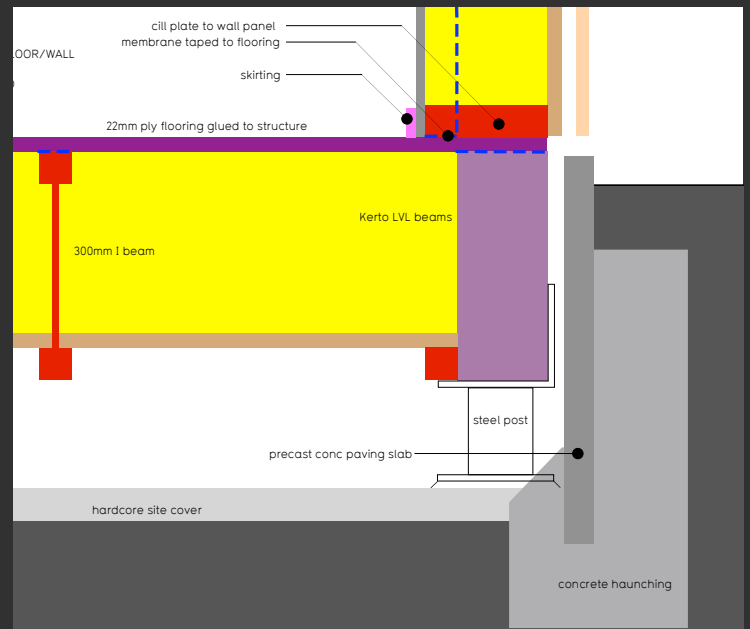 cill plate to wall panel
membrane taped to flooring
LOOR/WALL
skirting
22mm ply flooring glued to structure
Kerto LVL beams
300mm I beam
steel post
precast conc paving slab
hardcore site cover
concrete haunching